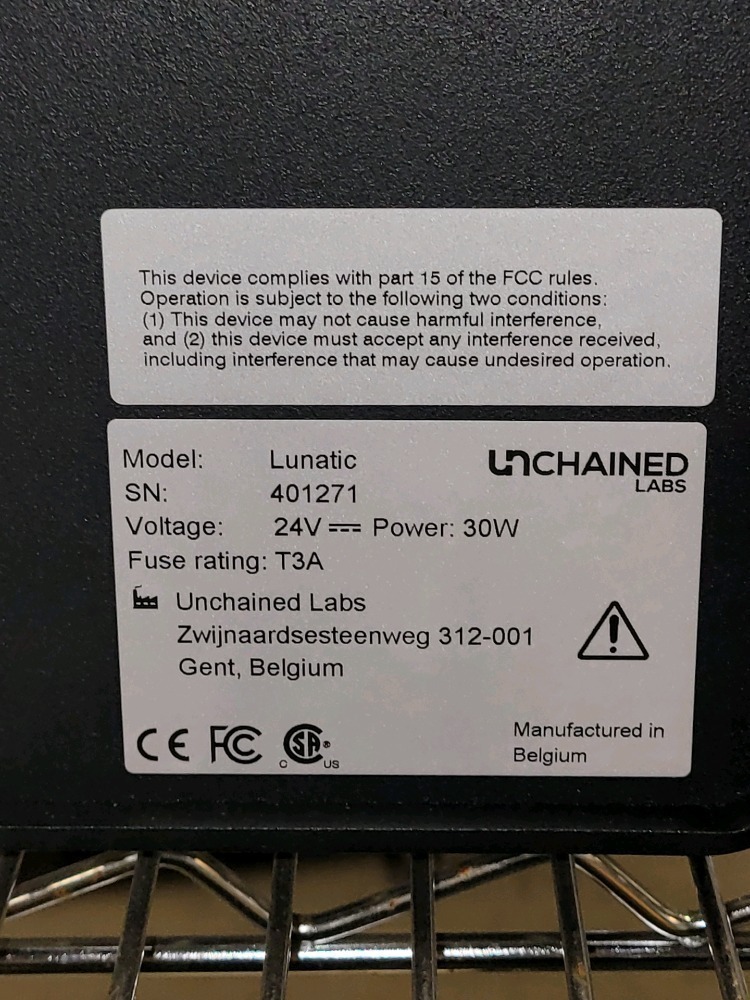 This device complies with part 15 of the FCC rules.
Operation is subject to the following two conditions:
(1) This device may not cause harmful interference,
and (2) this device must accept any interference received,
including interference that may cause undesired operation.
Model: Lunatic
UNCHAINED
LABS
SN: 401271
Voltage: 24V ⎓ Power: 30W
Fuse rating: T3A
Unchained Labs
Zwijnaardsesteenweg 312-001
Gent, Belgium
CE FC C SA® US
Manufactured in
Belgium